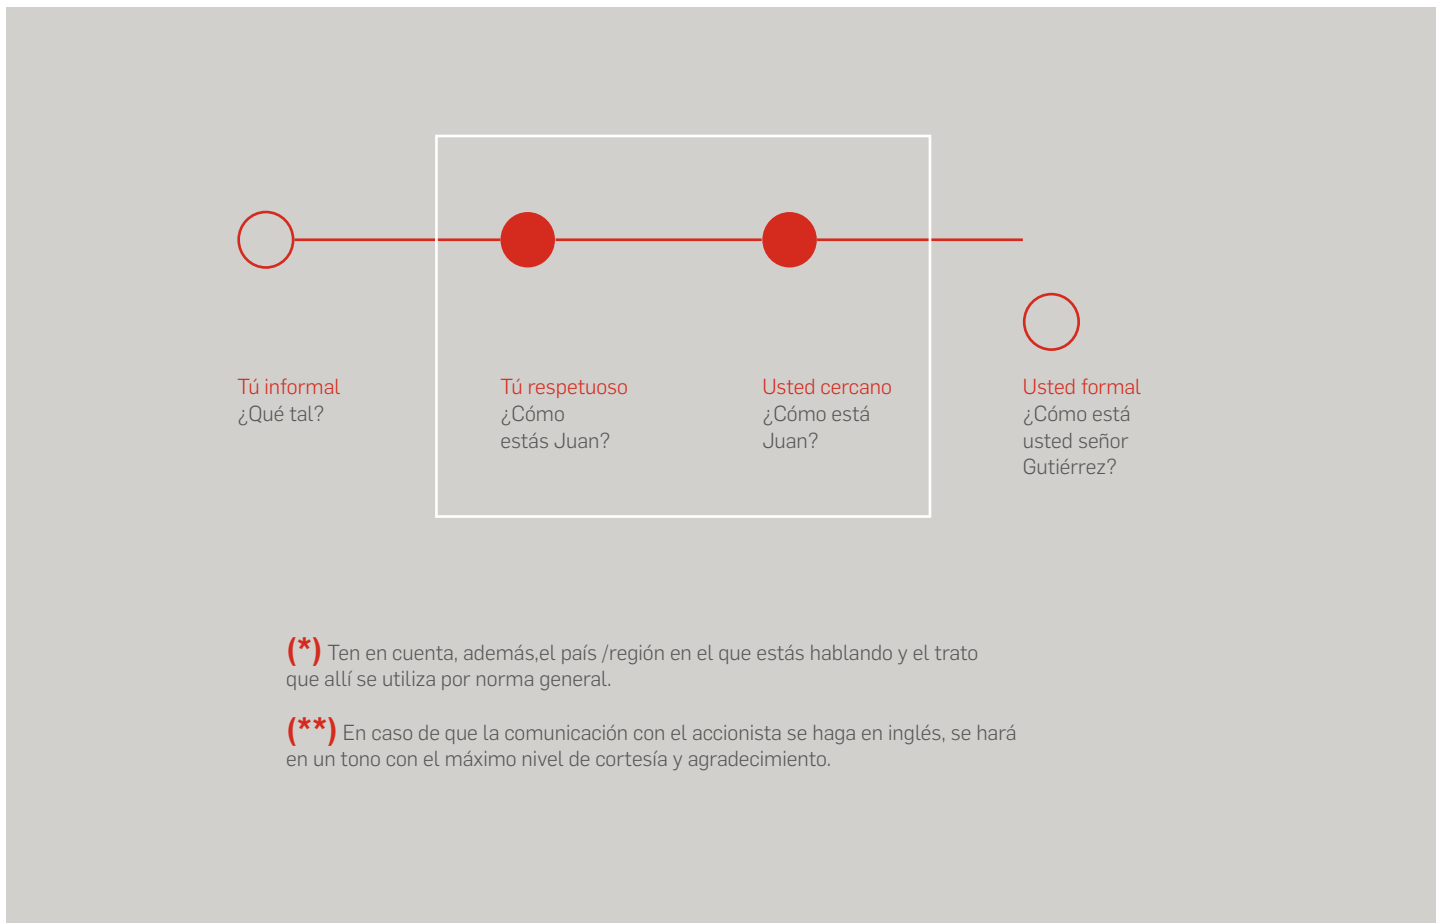 Tú informal
¿Qué tal?
Tú respetuoso
¿Cómo
estás Juan?
Usted cercano
¿Cómo está
Juan?
Usted formal
¿Cómo está
usted señor
Gutiérrez?
(*) Ten en cuenta, además,el país /región en el que estás hablando y el trato
que allí se utiliza por norma general.
(**) En caso de que la comunicación con el accionista se haga en inglés, se hará
en un tono con el máximo nivel de cortesía y agradecimiento.